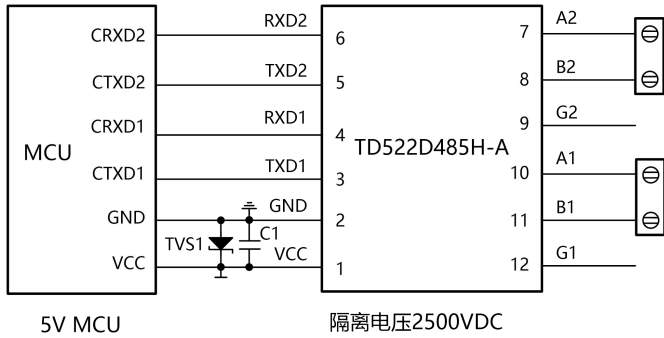 MCU
CRXD2
CTXD2
CRXD1
CTXD1
GND
VCC
RXD2
TXD2
RXD1
TXD1
GND
VCC
TVS1
C1
6
5
4
3
2
1
TD522D485H-A
7
8
9
10
11
12
A2
B2
G2
A1
B1
G1
5V MCU
隔离电压2500VDC